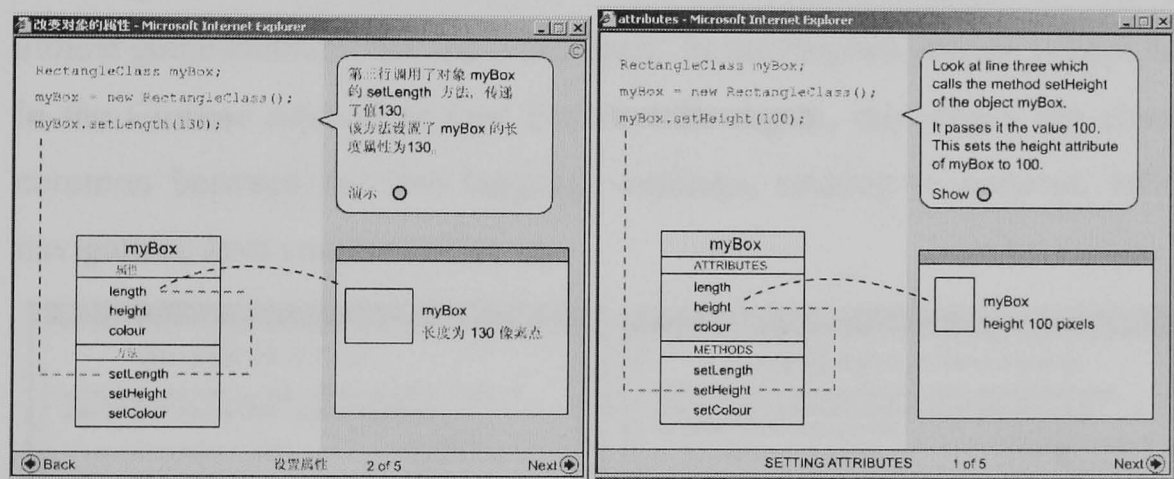 改变对象的属性 - Microsoft Internet Explorer
©
RectangleClass myBox;
myBox = new RectangleClass();
myBox.setLength(130);
第三行调用了对象 myBox
的 setLength 方法，传递
了值130。
该方法设置了 myBox 的长
度属性为130。
演示
myBox
属性
length
height
colour
方法
setLength
setHeight
setColour
myBox
长度为 130 像素点
Back
设置属性
2 of 5
Next
attributes - Microsoft Internet Explorer
RectangleClass myBox;
myBox = new RectangleClass();
myBox.setHeight(100);
Look at line three which
calls the method setHeight
of the object myBox.
It passes it the value 100.
This sets the height attribute
of myBox to 100.
Show
myBox
ATTRIBUTES
length
height
colour
METHODS
setLength
setHeight
setColour
myBox
height 100 pixels
SETTING ATTRIBUTES
1 of 5
Next